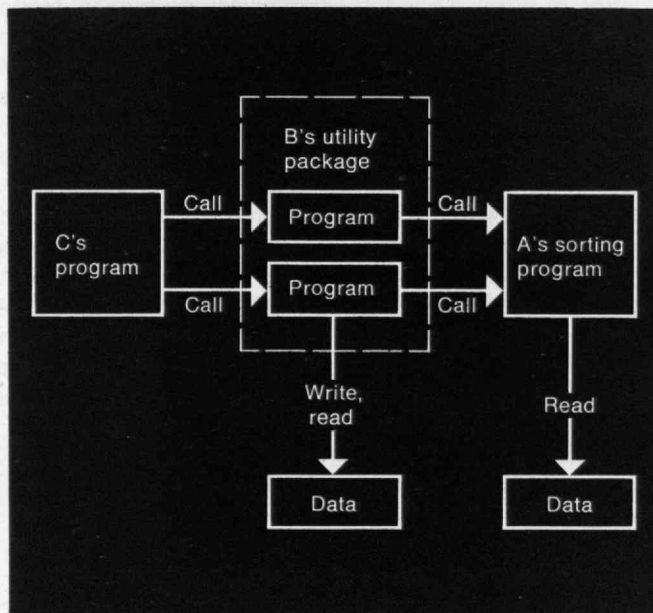 B's utility
package
Call
Program
Call
C's
program
A's sorting
program
Call
Program
Call
Write,
read
Read
Data
Data